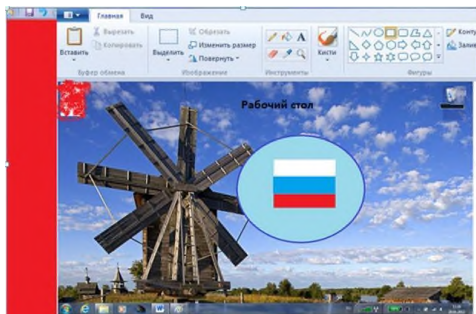 Главная Вид
Вставить
Вырезать
Копировать
Буфер обмена
Выделить
Обрезать
Изменить размер
Повернуть
Изображение
A
Инструменты
Кисти
Фигуры
Конту
Залив
Рабочий стол